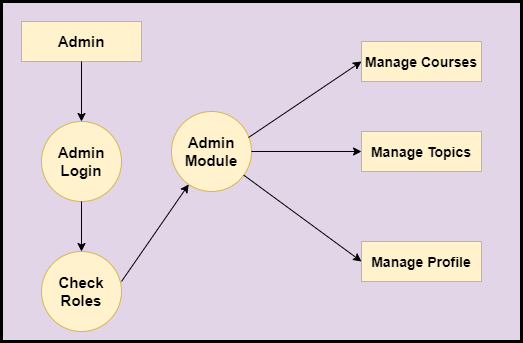 Admin
Admin
Login
Check
Roles
Admin
Module
Manage Courses
Manage Topics
Manage Profile